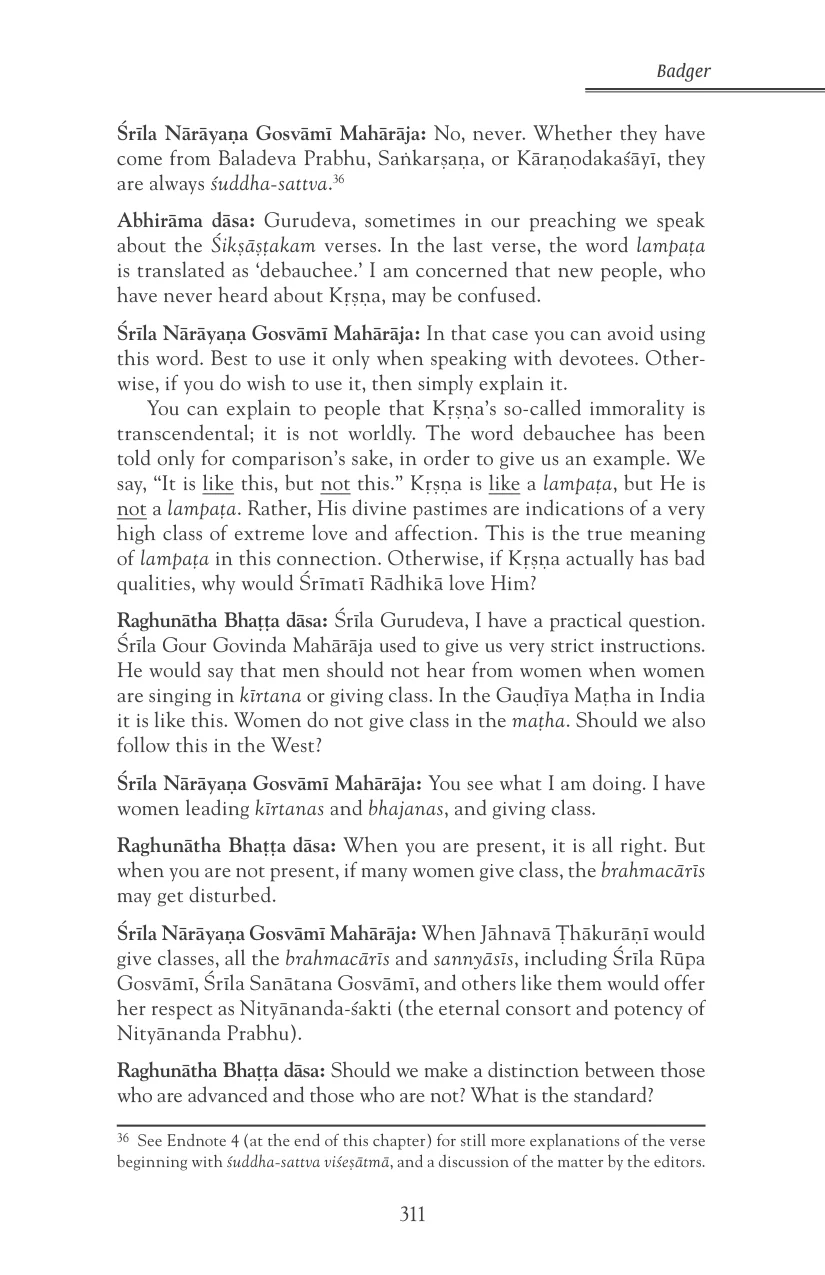 Badger
Śrīla Nārāyaṇa Gosvāmī Mahārāja: No, never. Whether they have
come from Baladeva Prabhu, Saṅkarṣaṇa, or Kāraṇodakaśāyī, they
are always śuddha-sattva.36
Abhirāma dāsa: Gurudeva, sometimes in our preaching we speak
about the Śikṣāṣṭakam verses. In the last verse, the word lampaṭa
is translated as ‘debauchee.’ I am concerned that new people, who
have never heard about Kṛṣṇa, may be confused.
Śrīla Nārāyaṇa Gosvāmī Mahārāja: In that case you can avoid using
this word. Best to use it only when speaking with devotees. Other-
wise, if you do wish to use it, then simply explain it.
You can explain to people that Kṛṣṇa’s so-called immorality is
transcendental; it is not worldly. The word debauchee has been
told only for comparison’s sake, in order to give us an example. We
say, “It is like this, but not this.” Kṛṣṇa is like a lampaṭa, but He is
not a lampaṭa. Rather, His divine pastimes are indications of a very
high class of extreme love and affection. This is the true meaning
of lampaṭa in this connection. Otherwise, if Kṛṣṇa actually has bad
qualities, why would Śrīmatī Rādhikā love Him?
Raghunātha Bhaṭṭa dāsa: Śrīla Gurudeva, I have a practical question.
Śrīla Gour Govinda Mahārāja used to give us very strict instructions.
He would say that men should not hear from women when women
are singing in kīrtana or giving class. In the Gauḍīya Maṭha in India
it is like this. Women do not give class in the maṭha. Should we also
follow this in the West?
Śrīla Nārāyaṇa Gosvāmī Mahārāja: You see what I am doing. I have
women leading kīrtanas and bhajanas, and giving class.
Raghunātha Bhaṭṭa dāsa: When you are present, it is all right. But
when you are not present, if many women give class, the brahmacārīs
may get disturbed.
Śrīla Nārāyaṇa Gosvāmī Mahārāja: When Jāhnavā Ṭhākurāṇī would
give classes, all the brahmacārīs and sannyāsīs, including Śrīla Rūpa
Gosvāmī, Śrīla Sanātana Gosvāmī, and others like them would offer
her respect as Nityānanda-śakti (the eternal consort and potency of
Nityānanda Prabhu).
Raghunātha Bhaṭṭa dāsa: Should we make a distinction between those
who are advanced and those who are not? What is the standard?
36 See Endnote 4 (at the end of this chapter) for still more explanations of the verse
beginning with śuddha-sattva viśeṣātmā, and a discussion of the matter by the editors.
311